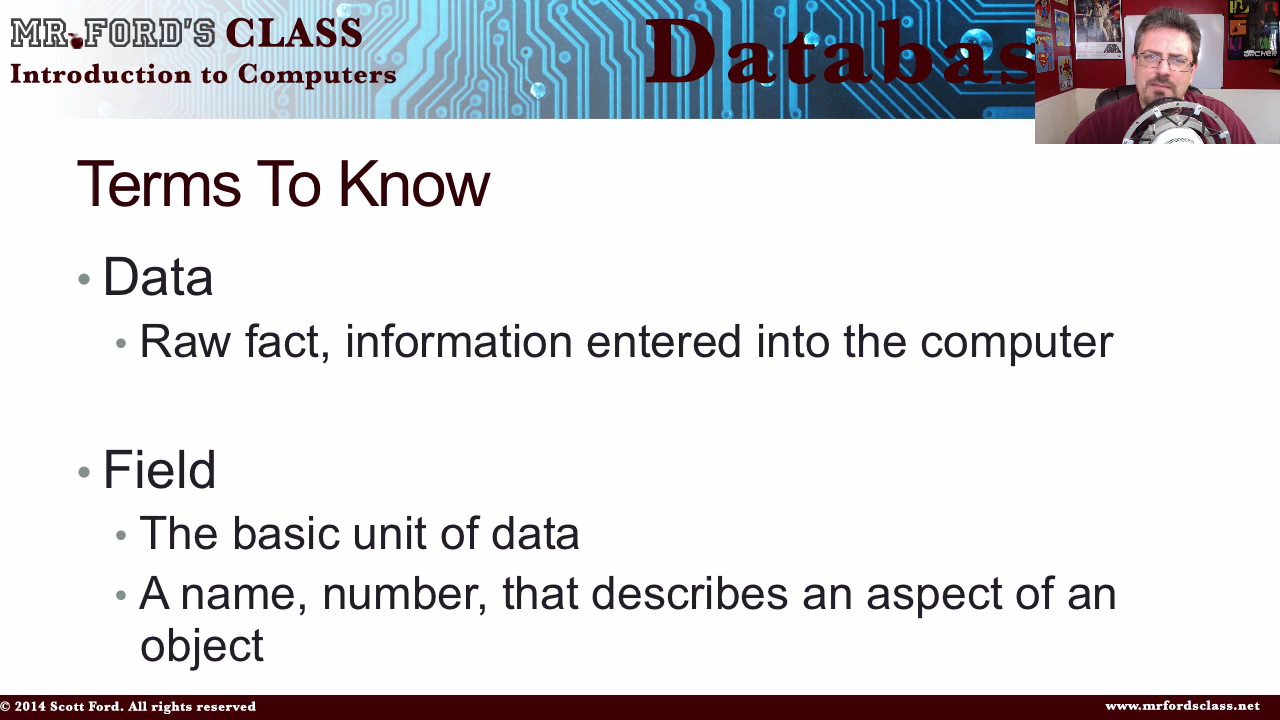 MR. FORD'S CLASS
Introduction to Computers
Databas
Terms To Know
• Data
• Raw fact, information entered into the computer
• Field
• The basic unit of data
• A name, number, that describes an aspect of an
object
© 2014 Scott Ford. All rights reserved
www.mrfordsclass.net